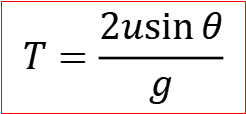 T = 2usin θ / g